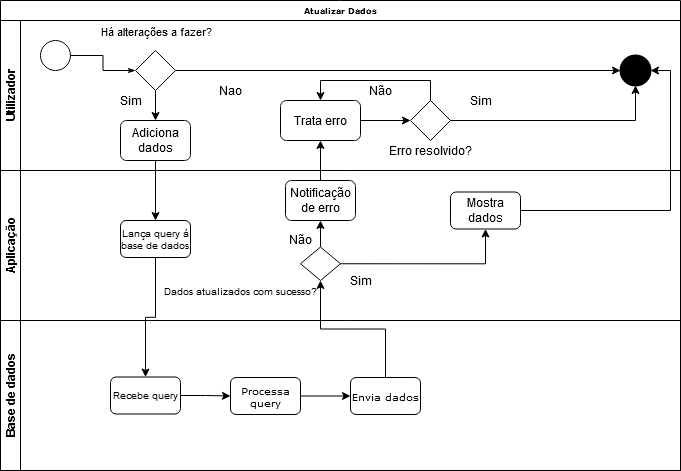 Atualizar Dados
Utilizador
Há alterações a fazer?
Sim
Nao
Adiciona
dados
Trata erro
Não
Sim
Erro resolvido?
Aplicação
Lança query á
base de dados
Notificação
de erro
Não
Sim
Dados atualizados com sucesso?
Mostra
dados
Base de dados
Recebe query
Processa
query
Envia dados